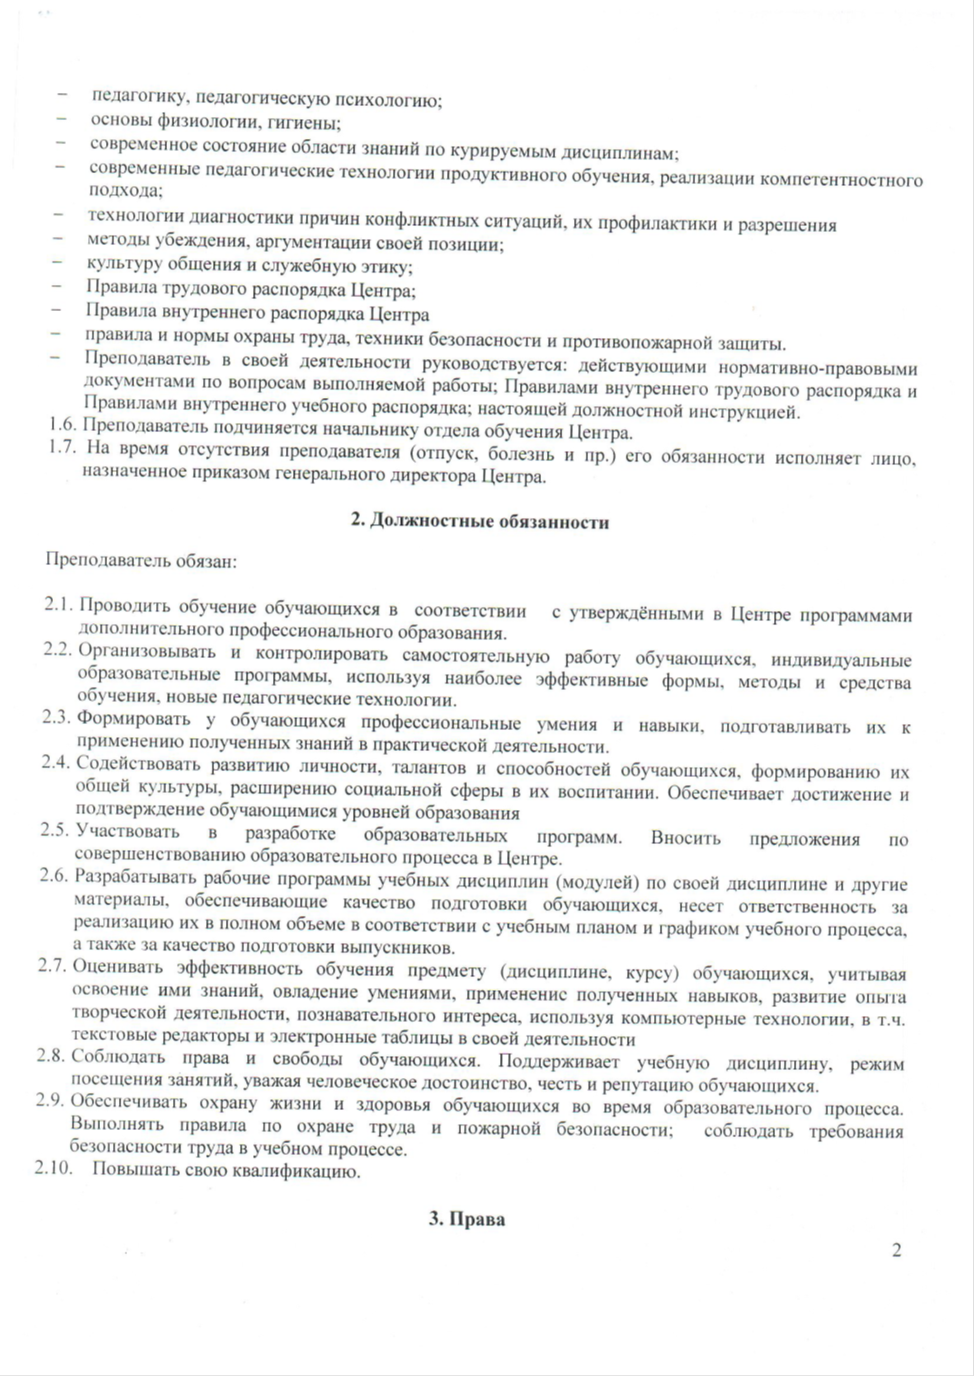 – педагогику, педагогическую психологию;
– основы физиологии, гигиены;
– современное состояние области знаний по курируемым дисциплинам;
– современные педагогические технологии продуктивного обучения, реализации компетентностного
подхода;
– технологии диагностики причин конфликтных ситуаций, их профилактики и разрешения
– методы убеждения, аргументации своей позиции;
– культуру общения и служебную этику;
– Правила трудового распорядка Центра;
– Правила внутреннего распорядка Центра
– правила и нормы охраны труда, техники безопасности и противопожарной защиты.
– Преподаватель в своей деятельности руководствуется: действующими нормативно-правовыми
документами по вопросам выполняемой работы; Правилами внутреннего трудового распорядка и
Правилами внутреннего учебного распорядка; настоящей должностной инструкцией.
1.6. Преподаватель подчиняется начальнику отдела обучения Центра.
1.7. На время отсутствия преподавателя (отпуск, болезнь и пр.) его обязанности исполняет лицо,
назначенное приказом генерального директора Центра.
2. Должностные обязанности
Преподаватель обязан:
2.1. Проводить обучение обучающихся в соответствии с утверждёнными в Центре программами
дополнительного профессионального образования.
2.2. Организовывать и контролировать самостоятельную работу обучающихся, индивидуальные
образовательные программы, используя наиболее эффективные формы, методы и средства
обучения, новые педагогические технологии.
2.3. Формировать у обучающихся профессиональные умения и навыки, подготавливать их к
применению полученных знаний в практической деятельности.
2.4. Содействовать развитию личности, талантов и способностей обучающихся, формированию их
общей культуры, расширению социальной сферы в их воспитании. Обеспечивает достижение и
подтверждение обучающимися уровней образования
2.5. Участвовать в разработке образовательных программ. Вносить предложения по
совершенствованию образовательного процесса в Центре.
2.6. Разрабатывать рабочие программы учебных дисциплин (модулей) по своей дисциплине и другие
материалы, обеспечивающие качество подготовки обучающихся, несет ответственность за
реализацию их в полном объеме в соответствии с учебным планом и графиком учебного процесса,
а также за качество подготовки выпускников.
2.7. Оценивать эффективность обучения предмету (дисциплине, курсу) обучающихся, учитывая
освоение ими знаний, овладение умениями, применение полученных навыков, развитие опыта
творческой деятельности, познавательного интереса, используя компьютерные технологии, в т.ч.
текстовые редакторы и электронные таблицы в своей деятельности
2.8. Соблюдать права и свободы обучающихся. Поддерживает учебную дисциплину, режим
посещения занятий, уважая человеческое достоинство, честь и репутацию обучающихся.
2.9. Обеспечивать охрану жизни и здоровья обучающихся во время образовательного процесса.
Выполнять правила по охране труда и пожарной безопасности; соблюдать требования
безопасности труда в учебном процессе.
2.10. Повышать свою квалификацию.
3. Права
2